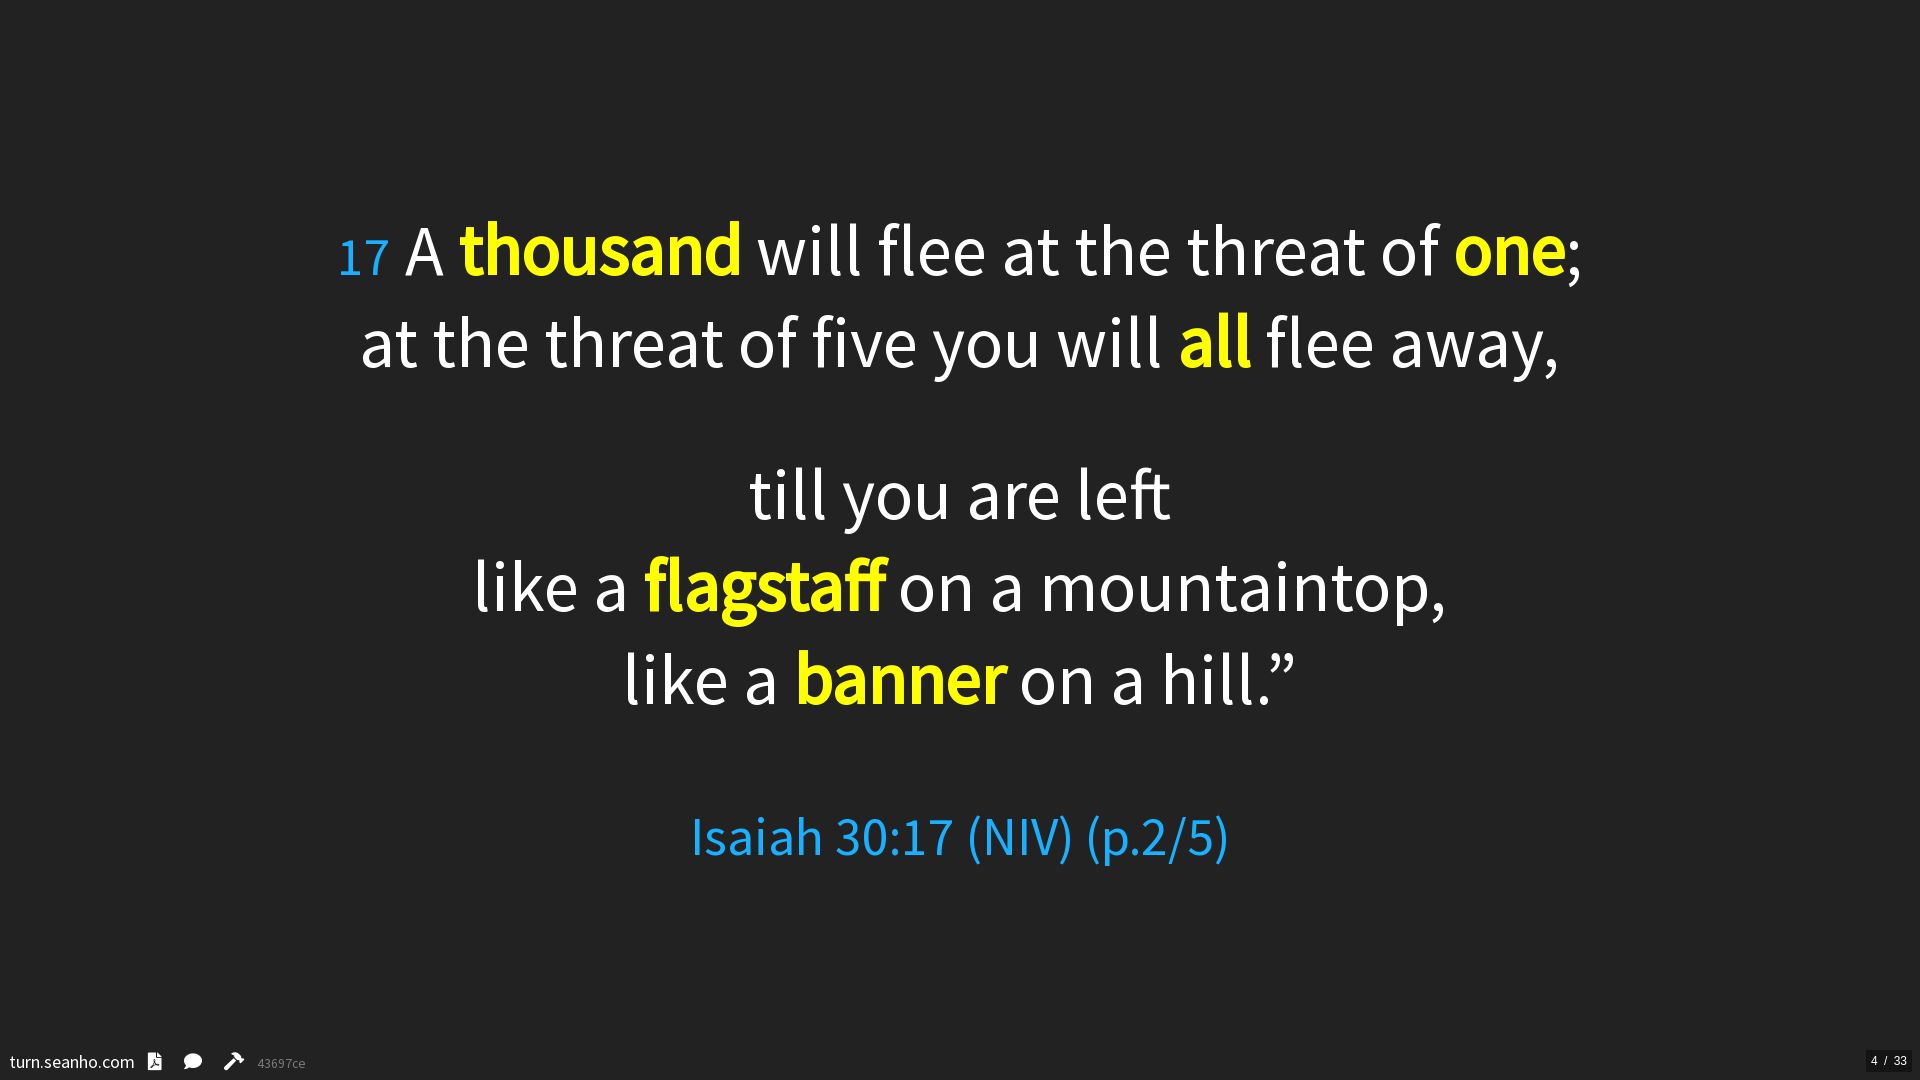 17 A thousand will flee at the threat of one;
at the threat of five you will all flee away,
till you are left
like a flagstaff on a mountaintop,
like a banner on a hill.”
Isaiah 30:17 (NIV) (p.2/5)
turn.seanho.com 43697ce
4 / 33